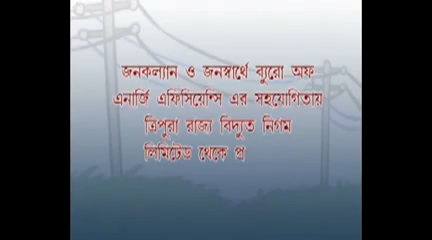 জনকল্যান ও জনস্বার্থে ব্যুরো অফ
এনার্জি এফিসিয়েন্সি এর সহযোগিতায়
ত্রিপুরা রাজ্য বিদ্যুত নিগম
লিমিটেড থেকে প্র